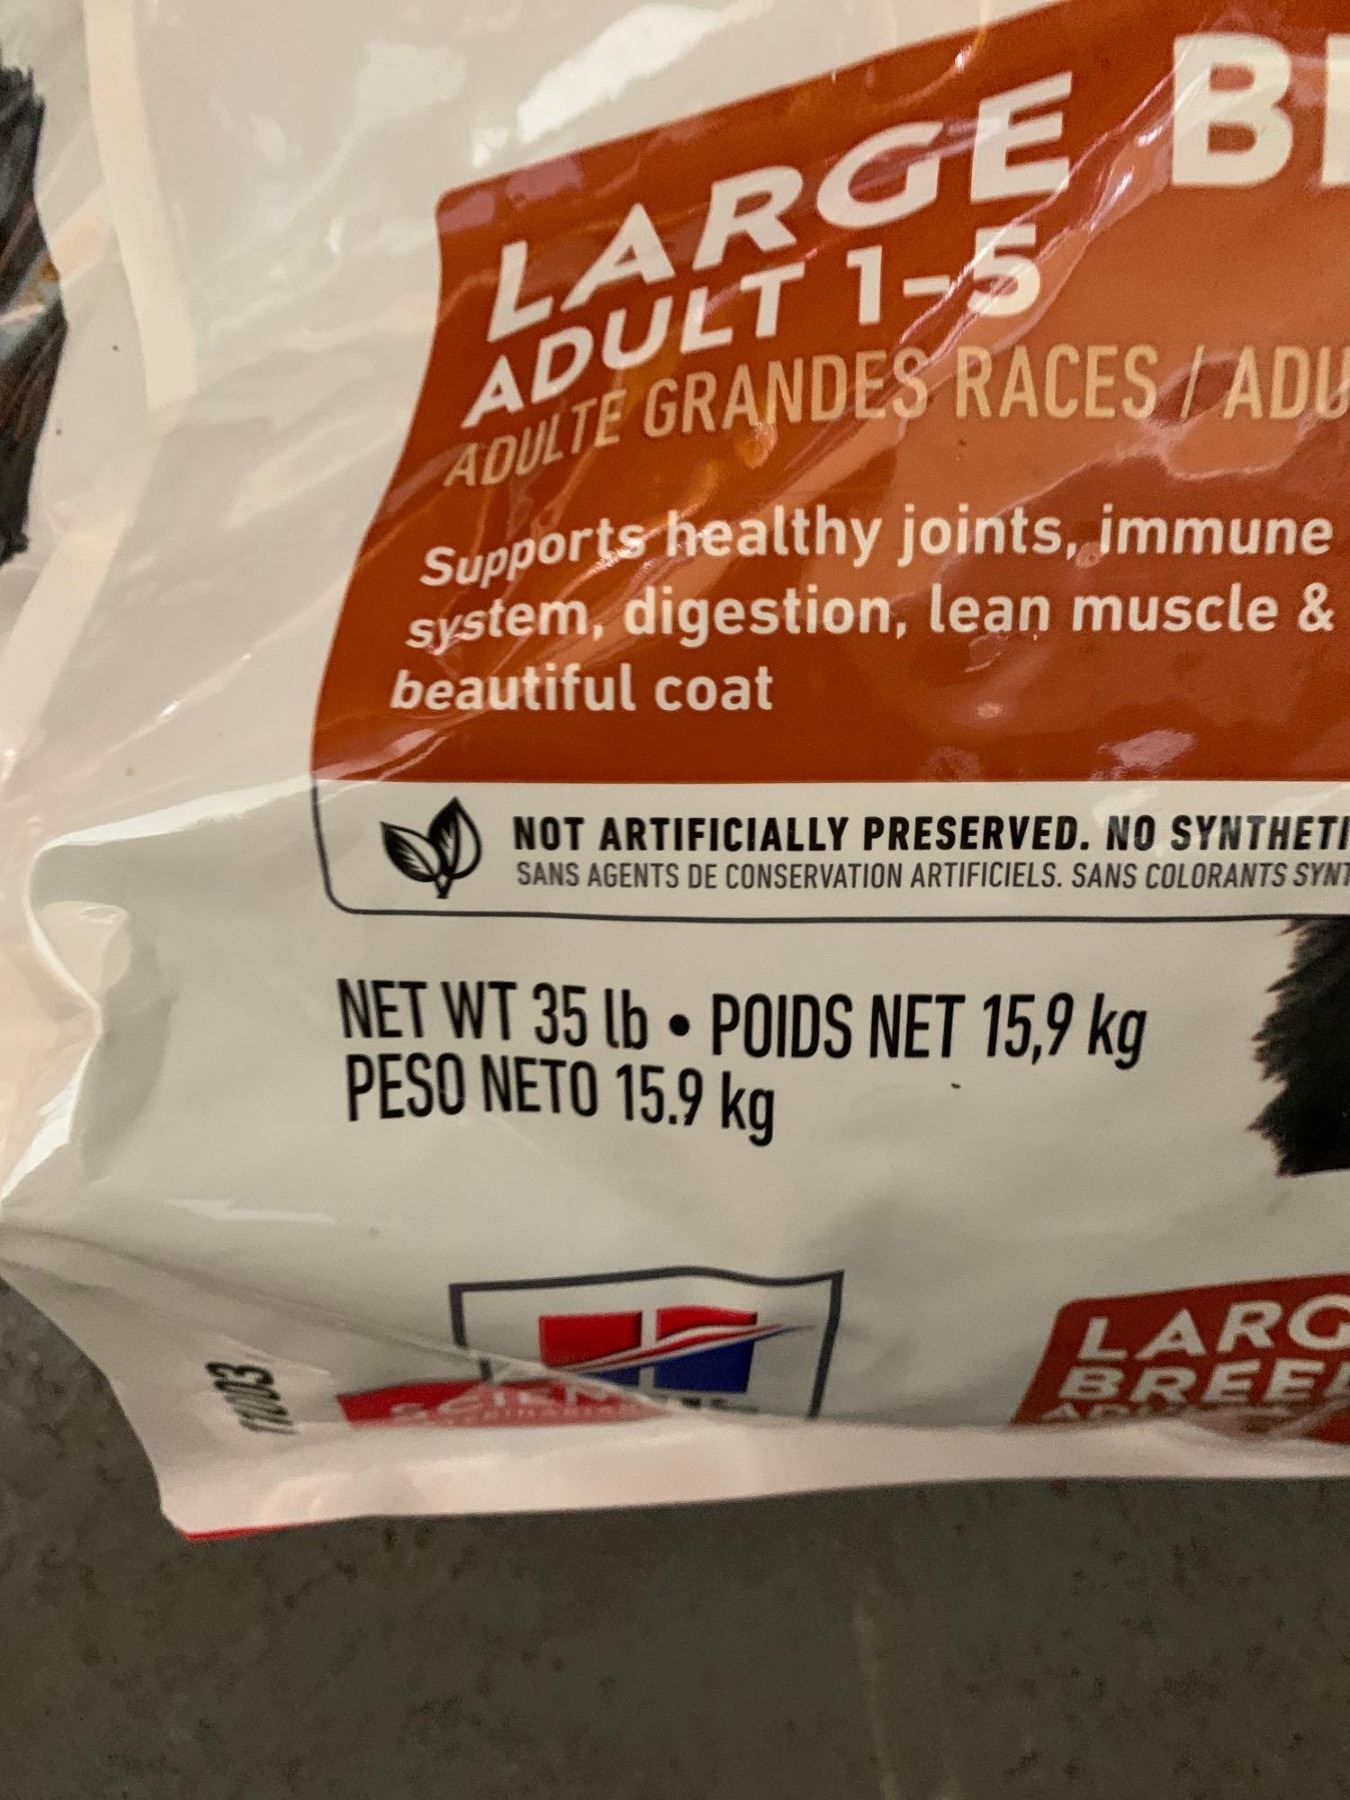 LARGE
ADULT 1-5
ADULTE GRANDES RACES /
Supports healthy joints, immune
system, digestion, lean muscle &
beautiful coat
NOT ARTIFICIALLY PRESERVED. NO
SANS AGENTS DE CONSERVATION ARTIFICIELS. SANS COLORANTS
NET WT 35 lb • POIDS NET 15,9 kg
PESO NETO 15.9 kg